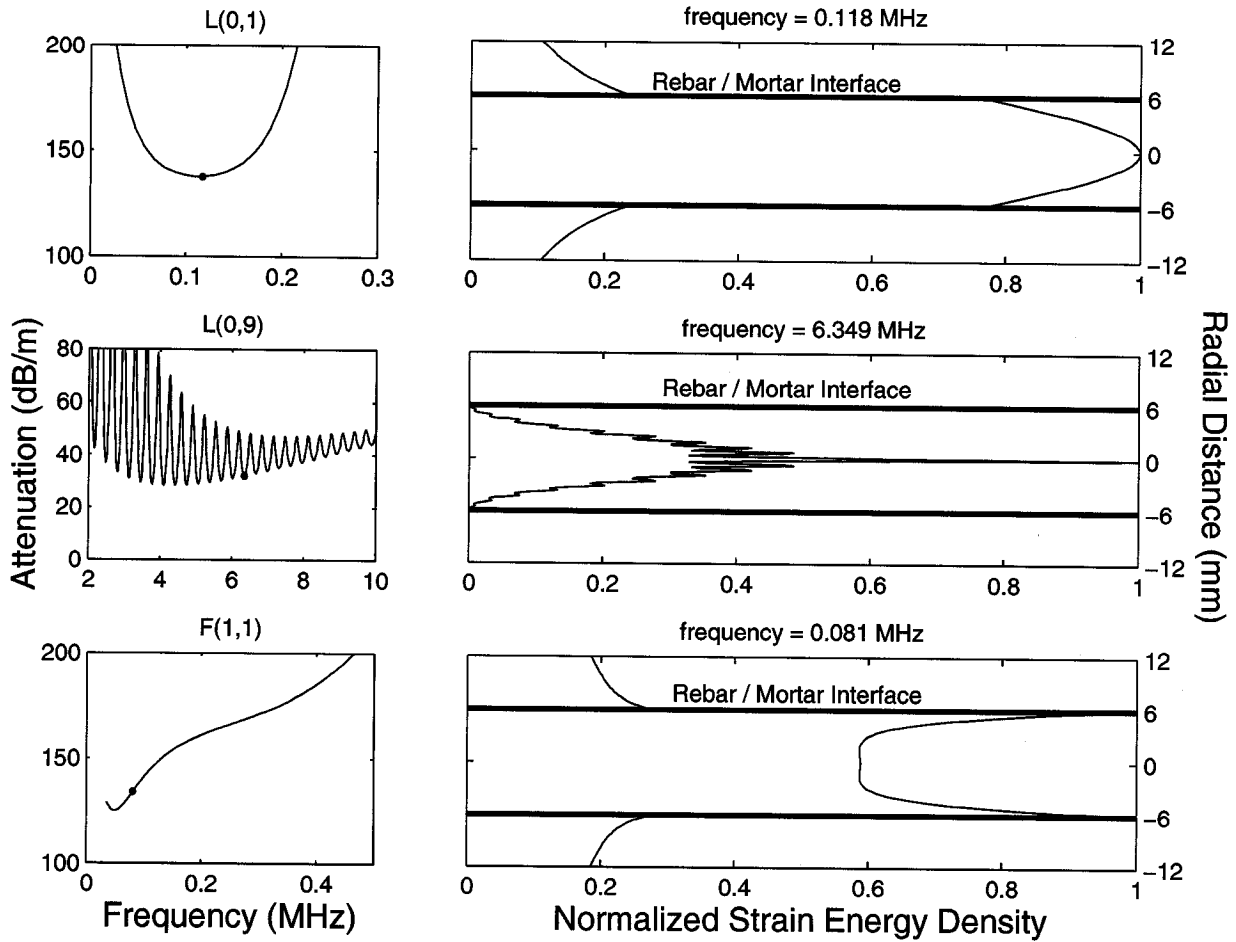 L(0,1)
frequency = 0.118 MHz
200
150
100
0 0.1 0.2 0.3
Rebar / Mortar Interface
12
6
0
−6
−12
0 0.2 0.4 0.6 0.8 1
L(0,9)
frequency = 6.349 MHz
80
60
40
20
0
2 4 6 8 10
Rebar / Mortar Interface
12
6
0
−6
−12
0 0.2 0.4 0.6 0.8 1
Attenuation (dB/m)
Radial Distance (mm)
F(1,1)
frequency = 0.081 MHz
200
150
100
0 0.2 0.4
Rebar / Mortar Interface
12
6
0
−6
−12
0 0.2 0.4 0.6 0.8 1
Frequency (MHz)
Normalized Strain Energy Density